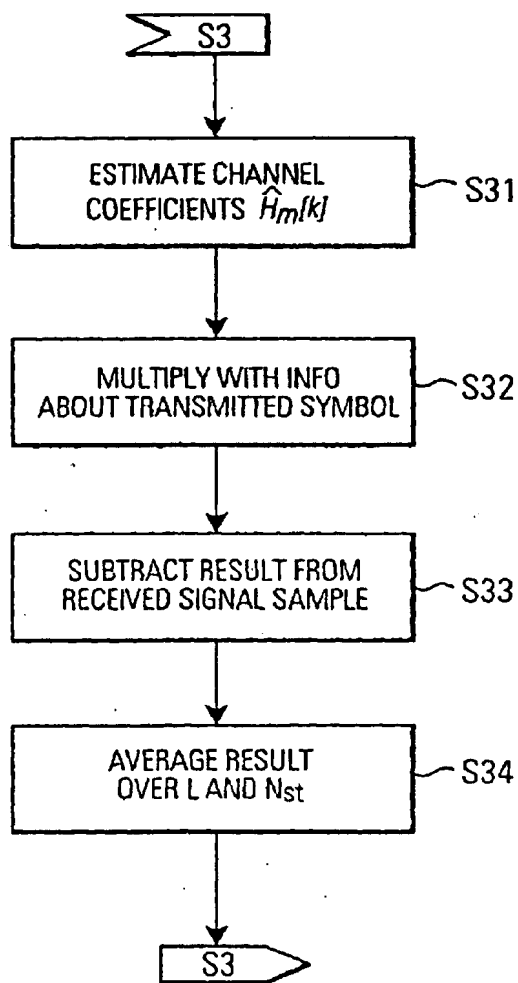 S3
ESTIMATE CHANNEL
COEFFICIENTS Ĥm[k]
S31
MULTIPLY WITH INFO
ABOUT TRANSMITTED SYMBOL
S32
SUBTRACT RESULT FROM
RECEIVED SIGNAL SAMPLE
S33
AVERAGE RESULT
OVER L AND Nst
S34
S3